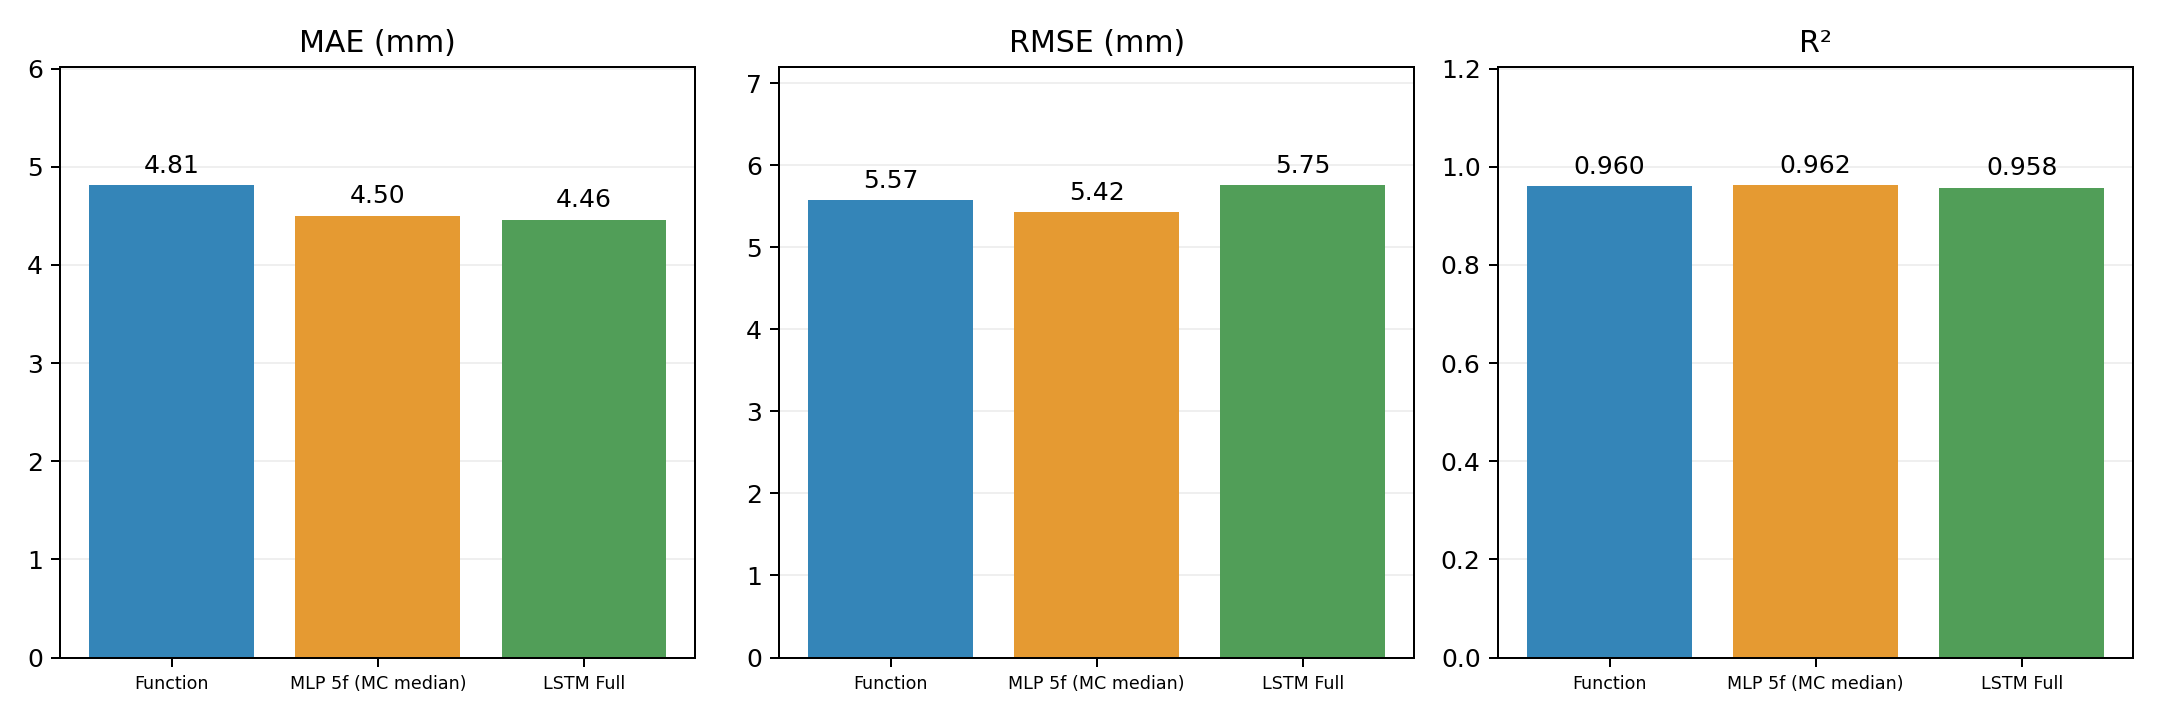 MAE (mm)
6
5
4
3
2
1
0
4.81
4.50
4.46
Function
MLP 5f (MC median)
LSTM Full
RMSE (mm)
7
6
5
4
3
2
1
0
5.57
5.42
5.75
Function
MLP 5f (MC median)
LSTM Full
R²
1.2
1.0
0.8
0.6
0.4
0.2
0.0
0.960
0.962
0.958
Function
MLP 5f (MC median)
LSTM Full